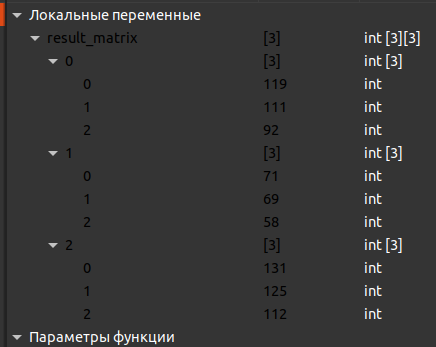 Локальные переменные
result_matrix [3] int [3][3]
0 [3] int [3]
0 119 int
1 111 int
2 92 int
1 [3] int [3]
0 71 int
1 69 int
2 58 int
2 [3] int [3]
0 131 int
1 125 int
2 112 int
Параметры функции